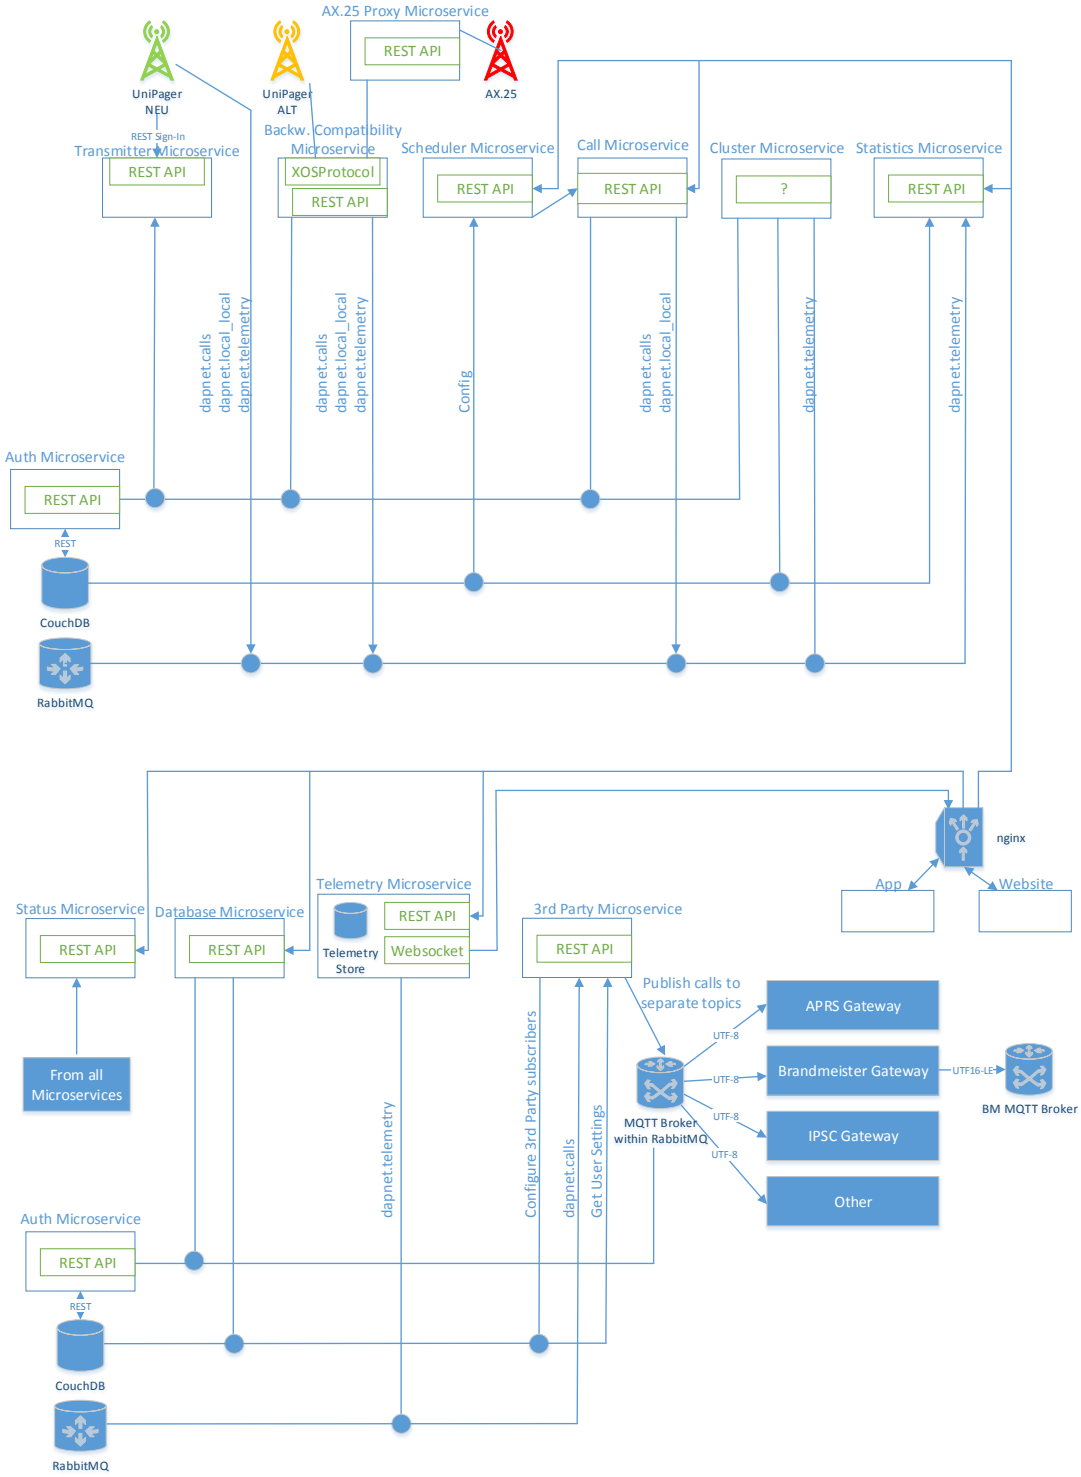 AX.25 Proxy Microservice
REST API
UniPager
NEU
UniPager
ALT
AX.25
REST Sign-In
Transmitter Microservice
REST API
Backw. Compatibility
Microservice
XOSProtocol
REST API
Scheduler Microservice
REST API
Call Microservice
REST API
Cluster Microservice
?
Statistics Microservice
REST API
dapnet.calls
dapnet.local_local
dapnet.telemetry
dapnet.calls
dapnet.local_local
dapnet.telemetry
Config
dapnet.calls
dapnet.local_local
dapnet.telemetry
dapnet.telemetry
Auth Microservice
REST API
REST
CouchDB
RabbitMQ
nginx
App
Website
Status Microservice
REST API
Database Microservice
REST API
Telemetry Microservice
REST API
Websocket
Telemetry
Store
3rd Party Microservice
REST API
From all
Microservices
Publish calls to
separate topics
APRS Gateway
UTF-8
Brandmeister Gateway
UTF-8
UTF16-LE
BM MQTT Broker
MQTT Broker
within RabbitMQ
UTF-8
IPSC Gateway
UTF-8
Other
dapnet.telemetry
Configure 3rd Party subscribers
dapnet.calls
Get User Settings
Auth Microservice
REST API
REST
CouchDB
RabbitMQ